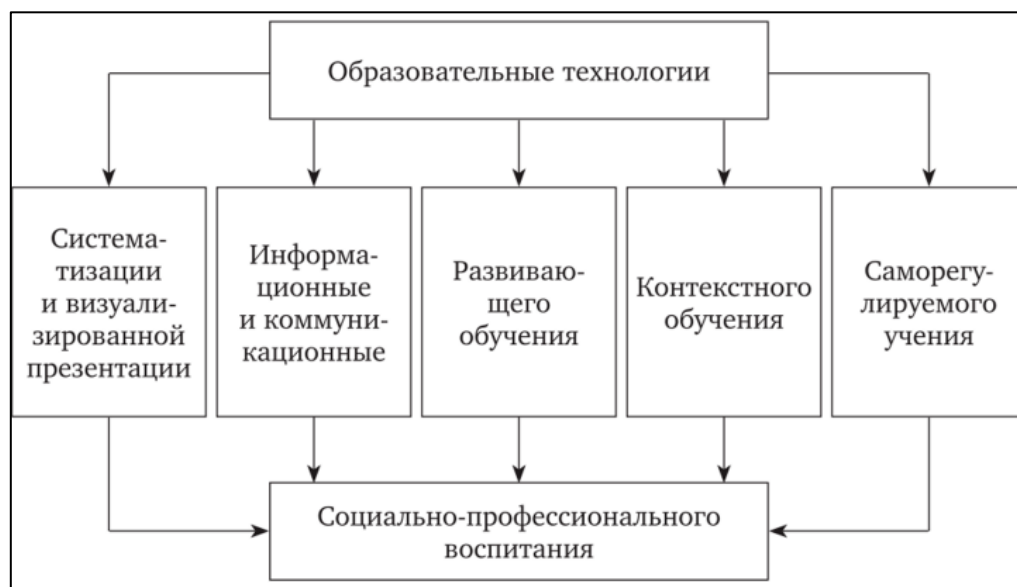 Образовательные технологии
Система-
тизации
и визуали-
зированной
презентации
Информа-
ционные
и коммуни-
кационные
Развиваю-
щего
обучения
Контекстного
обучения
Саморегу-
лируемого
учения
Социально-профессионального
воспитания